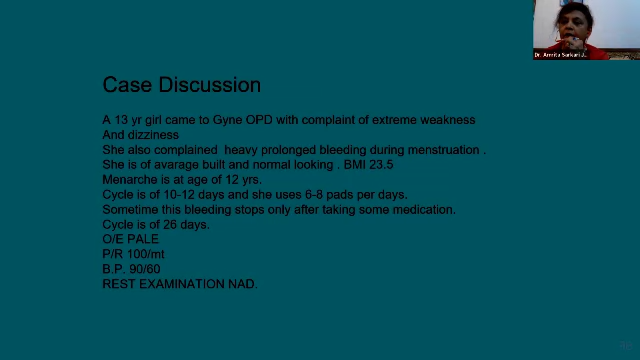 Dr. Amrita Sarkari J...
Case Discussion
A 13 yr girl came to Gyne OPD with complaint of extreme weakness
And dizziness
She also complained heavy prolonged bleeding during menstruation .
She is of avarage built and normal looking . BMI 23.5
Menarche is at age of 12 yrs.
Cycle is of 10-12 days and she uses 6-8 pads per days.
Sometime this bleeding stops only after taking some medication.
Cycle is of 26 days.
O/E PALE
P/R 100/mt
B.P. 90/60
REST EXAMINATION NAD.